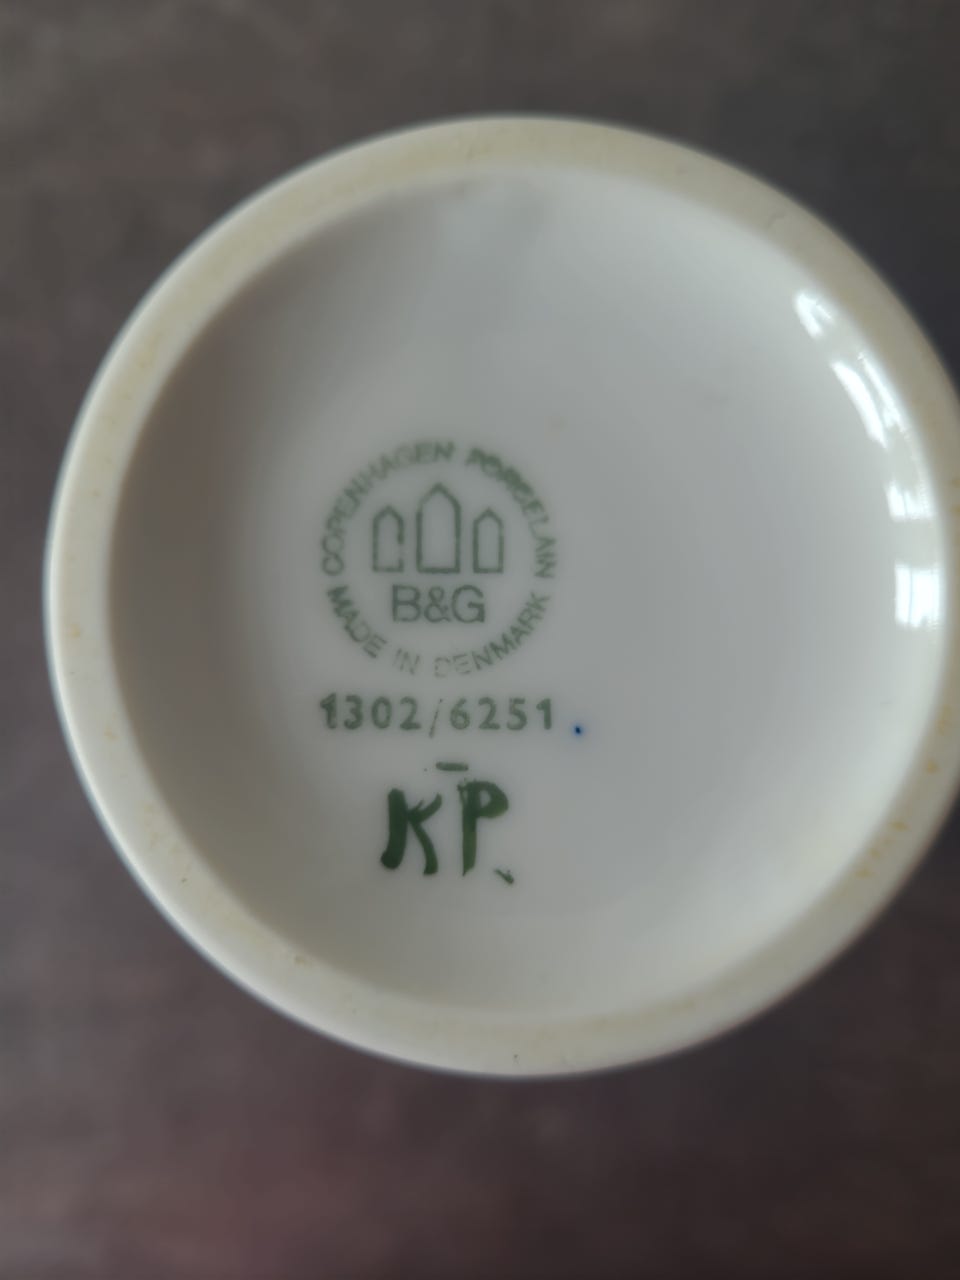 COPENHAGEN PORCELAIN
B&G
MADE IN DENMARK
1302/6251
KP.